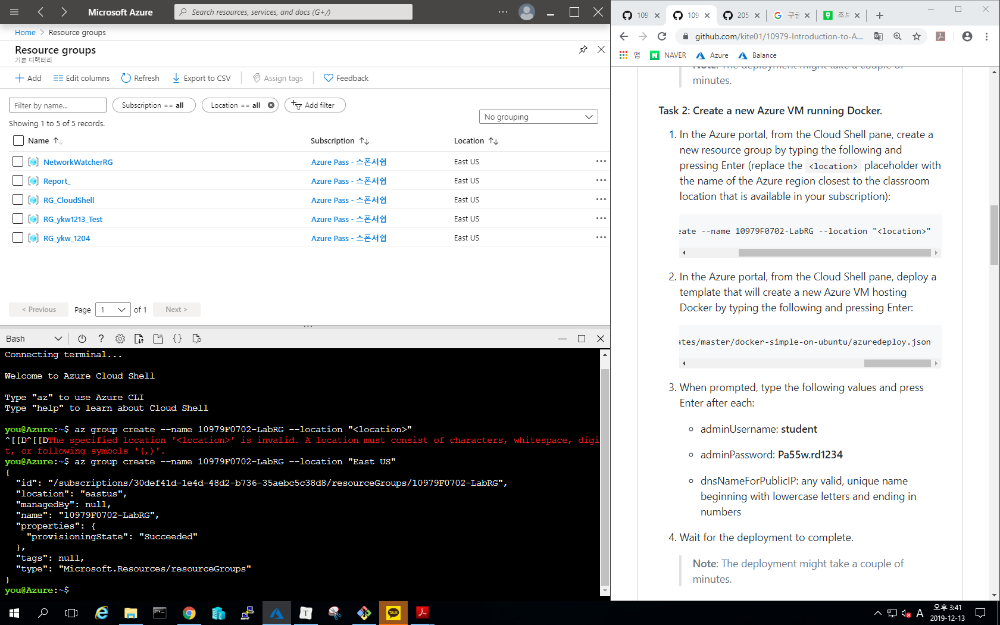 Microsoft Azure
Search resources, services, and docs (G+/)
Home > Resource groups
Resource groups
기본 디렉터리
Add
Edit columns
Refresh
Export to CSV
Assign tags
Feedback
Filter by name...
Subscription == all
Location == all
Add filter
Showing 1 to 5 of 5 records.
No grouping
Name
Subscription
Location
NetworkWatcherRG Azure Pass - 스폰서쉽 East US
Report_ Azure Pass - 스폰서쉽 East US
RG_CloudShell Azure Pass - 스폰서쉽 East US
RG_ykw1213_Test Azure Pass - 스폰서쉽 East US
RG_ykw_1204 Azure Pass - 스폰서쉽 East US
< Previous Page 1 of 1 Next >
Bash
Connecting terminal...
Welcome to Azure Cloud Shell
Type "az" to use Azure CLI
Type "help" to learn about Cloud Shell
you@Azure:~$ az group create --name 10979F0702-LabRG --location "<location>"
^[[D^[[DThe specified location '<location>' is invalid. A location must consist of characters, whitespace, digi
t, or following symbols '(,)'.
you@Azure:~$ az group create --name 10979F0702-LabRG --location "East US"
{
"id": "/subscriptions/30def41d-1e4d-48d2-b736-35aebc5c38d8/resourceGroups/10979F0702-LabRG",
"location": "eastus",
"managedBy": null,
"name": "10979F0702-LabRG",
"properties": {
"provisioningState": "Succeeded"
},
"tags": null,
"type": "Microsoft.Resources/resourceGroups"
}
you@Azure:~$
109
109
205
구글
초보
github.com/kite01/10979-Introduction-to-A...
앱
NAVER
Azure
Balance
Note: The deployment might take a couple of
minutes.
Task 2: Create a new Azure VM running Docker.
1. In the Azure portal, from the Cloud Shell pane, create a
new resource group by typing the following and
pressing Enter (replace the <location> placeholder with
the name of the Azure region closest to the classroom
location that is available in your subscription):
eate --name 10979F0702-LabRG --location "<location>"
2. In the Azure portal, from the Cloud Shell pane, deploy a
template that will create a new Azure VM hosting
Docker by typing the following and pressing Enter:
ates/master/docker-simple-on-ubuntu/azuredeploy.json
3. When prompted, type the following values and press
Enter after each:
adminUsername: student
adminPassword: Pa55w.rd1234
dnsNameForPublicIP: any valid, unique name
beginning with lowercase letters and ending in
numbers
4. Wait for the deployment to complete.
Note: The deployment might take a couple of
minutes.
TALK
A
오후 3:41
2019-12-13